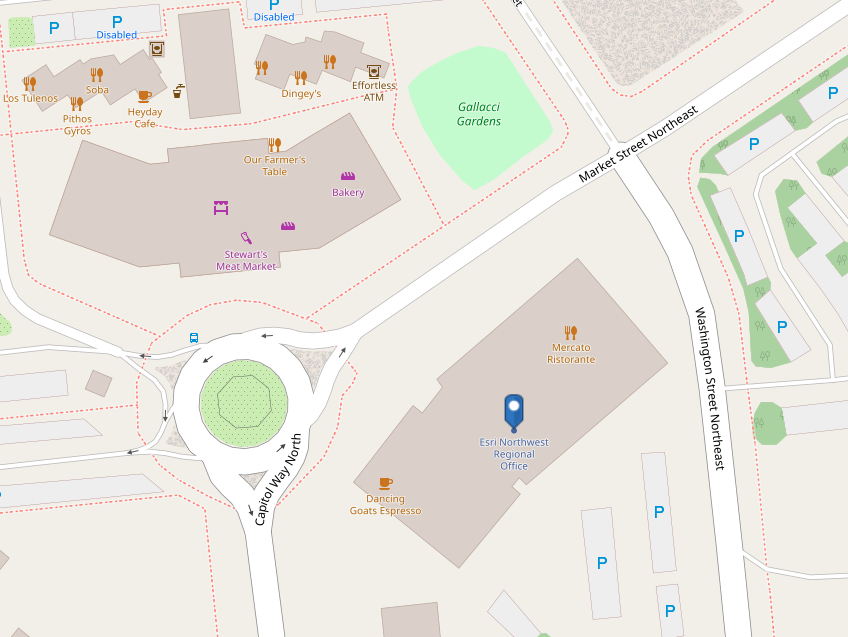 P
P
Disabled
Disabled
Los Tulenos
Soba
Pithos
Gyros
Heyday
Cafe
Dingey's
Effortless
ATM
Gallacci
Gardens
Our Farmer's
Table
Bakery
Stewart's
Meat Market
Market Street Northeast
P
P
P
P
Washington Street Northeast
Mercato
Ristorante
Esri Northwest
Regional
Office
Dancing
Goats Espresso
Capitol Way North
P
P
P